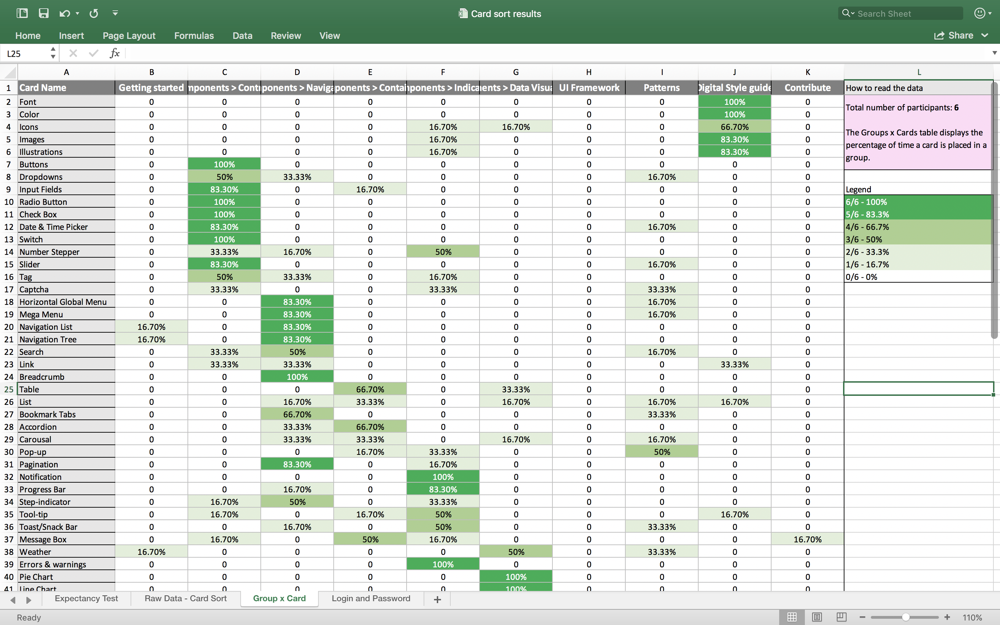 Card sort results
Search Sheet
Home Insert Page Layout Formulas Data Review View Share
L25 fx
A B C D E F G H I J K L
1 Card Name Getting started mponents > Contr ponents > Naviga ponents > Contai nponents > Indica ents > Data Visua UI Framework Patterns Digital Style guide Contribute How to read the data
2 Font 0 0 0 0 0 0 0 0 100% 0
Total number of participants: 6
3 Color 0 0 0 0 0 0 0 0 100% 0
4 Icons 0 0 0 0 16.70% 16.70% 0 0 66.70% 0
The Groups x Cards table displays the
5 Images 0 0 0 0 16.70% 0 0 0 83.30% 0
percentage of time a card is placed in a
6 Illustrations 0 0 0 0 16.70% 0 0 0 83.30% 0
group.
7 Buttons 0 100% 0 0 0 0 0 0 0 0
8 Dropdowns 0 50% 33.33% 0 0 0 0 16.70% 0 0
9 Input Fields 0 83.30% 0 16.70% 0 0 0 0 0 0 Legend
10 Radio Button 0 100% 0 0 0 0 0 0 0 0 6/6 - 100%
11 Check Box 0 100% 0 0 0 0 0 0 0 0 5/6 - 83.3%
12 Date & Time Picker 0 83.30% 0 0 0 0 0 16.70% 0 0 4/6 - 66.7%
13 Switch 0 100% 0 0 0 0 0 0 0 0 3/6 - 50%
14 Number Stepper 0 33.33% 16.70% 0 50% 0 0 0 0 0 2/6 - 33.3%
15 Slider 0 83.30% 0 0 0 0 0 16.70% 0 0 1/6 - 16.7%
16 Tag 0 50% 33.33% 0 16.70% 0 0 0 0 0 0/6 - 0%
17 Captcha 0 33.33% 0 0 33.33% 0 0 33.33% 0 0
18 Horizontal Global Menu 0 0 83.30% 0 0 0 0 16.70% 0 0
19 Mega Menu 0 0 83.30% 0 0 0 0 16.70% 0 0
20 Navigation List 16.70% 0 83.30% 0 0 0 0 0 0 0
21 Navigation Tree 16.70% 0 83.30% 0 0 0 0 0 0 0
22 Search 0 33.33% 50% 0 0 0 0 16.70% 0 0
23 Link 0 33.33% 33.33% 0 0 0 0 0 33.33% 0
24 Breadcrumb 0 0 100% 0 0 0 0 0 0 0
25 Table 0 0 0 66.70% 0 33.33% 0 0 0 0
26 List 0 0 16.70% 33.33% 0 16.70% 0 16.70% 16.70% 0
27 Bookmark Tabs 0 0 66.70% 0 0 0 0 33.33% 0 0
28 Accordion 0 0 33.33% 66.70% 0 0 0 0 0 0
29 Carousal 0 0 33.33% 33.33% 0 16.70% 0 16.70% 0 0
30 Pop-up 0 0 0 16.70% 33.33% 0 0 50% 0 0
31 Pagination 0 0 83.30% 0 16.70% 0 0 0 0 0
32 Notification 0 0 0 0 100% 0 0 0 0 0
33 Progress Bar 0 0 16.70% 0 83.30% 0 0 0 0 0
34 Step-indicator 0 16.70% 50% 0 33.33% 0 0 0 0 0
35 Tool-tip 0 16.70% 0 16.70% 50% 0 0 0 16.70% 0
36 Toast/Snack Bar 0 0 16.70% 0 50% 0 0 33.33% 0 0
37 Message Box 0 16.70% 0 50% 16.70% 0 0 0 0 16.70%
38 Weather 16.70% 0 0 0 0 50% 0 33.33% 0 0
39 Errors & warnings 0 0 0 0 100% 0 0 0 0 0
40 Pie Chart 0 0 0 0 0 100% 0 0 0 0
41 Line Chart 0 0 0 0 0 100% 0 0 0 0
Expectancy Test Raw Data - Card Sort Group x Card Login and Password +
Ready 110%